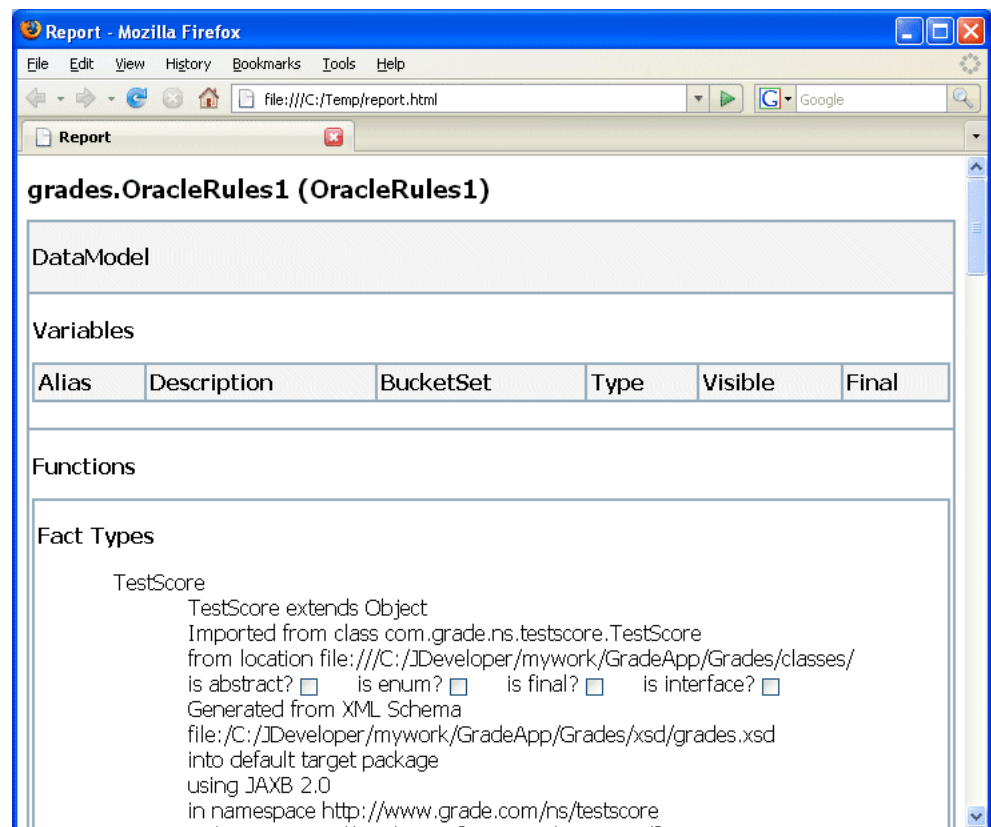 Report - Mozilla Firefox
File Edit View History Bookmarks Tools Help
file:///C:/Temp/report.html
G Google
Report
grades.OracleRules1 (OracleRules1)
DataModel
Variables
Alias Description BucketSet Type Visible Final
Functions
Fact Types
TestScore
TestScore extends Object
Imported from class com.grade.ns.testscore.TestScore
from location file:///C:/JDeveloper/mywork/GradeApp/Grades/classes/
is abstract? is enum? is final? is interface?
Generated from XML Schema
file:/C:/JDeveloper/mywork/GradeApp/Grades/xsd/grades.xsd
into default target package
using JAXB 2.0
in namespace http://www.grade.com/ns/testscore